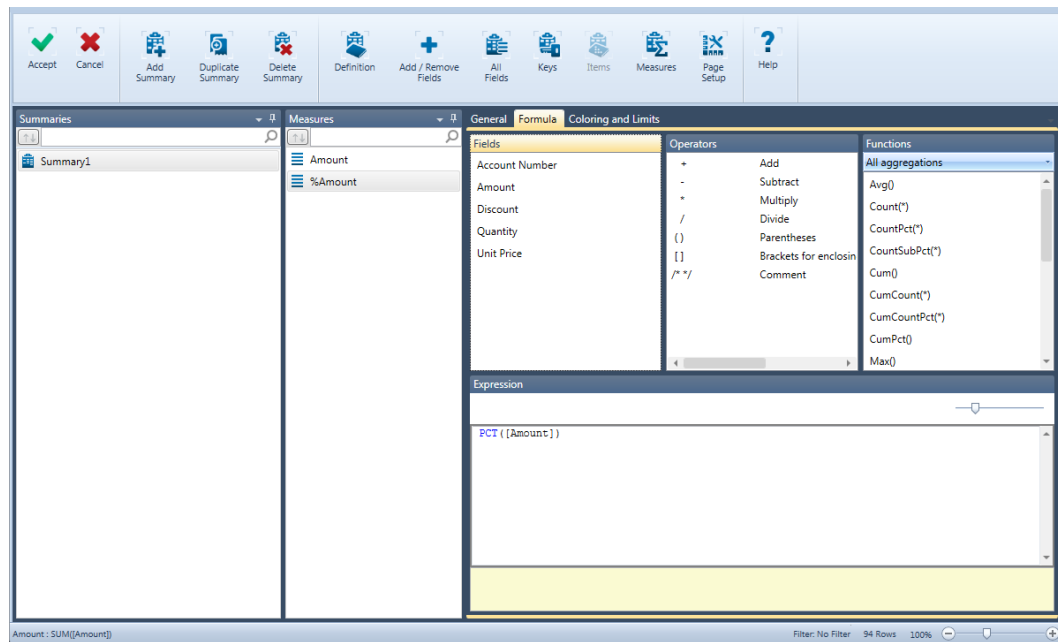 Accept
Cancel
Add Summary
Duplicate Summary
Delete Summary
Definition
Add / Remove Fields
All Fields
Keys
Items
Measures
Page Setup
? Help
Summaries
Summary1
Measures
Amount
%Amount
General Formula Coloring and Limits
Fields
Account Number
Amount
Discount
Quantity
Unit Price
Operators
+ Add
- Subtract
* Multiply
/ Divide
( ) Parentheses
[ ] Brackets for enclosin
/* */ Comment
Functions
All aggregations
Avg()
Count(*)
CountPct(*)
CountSubPct(*)
Cum()
CumCount(*)
CumCountPct(*)
CumPct()
Max()
Expression
PCT([Amount])
Amount : SUM([Amount])
Filter: No Filter 94 Rows 100%